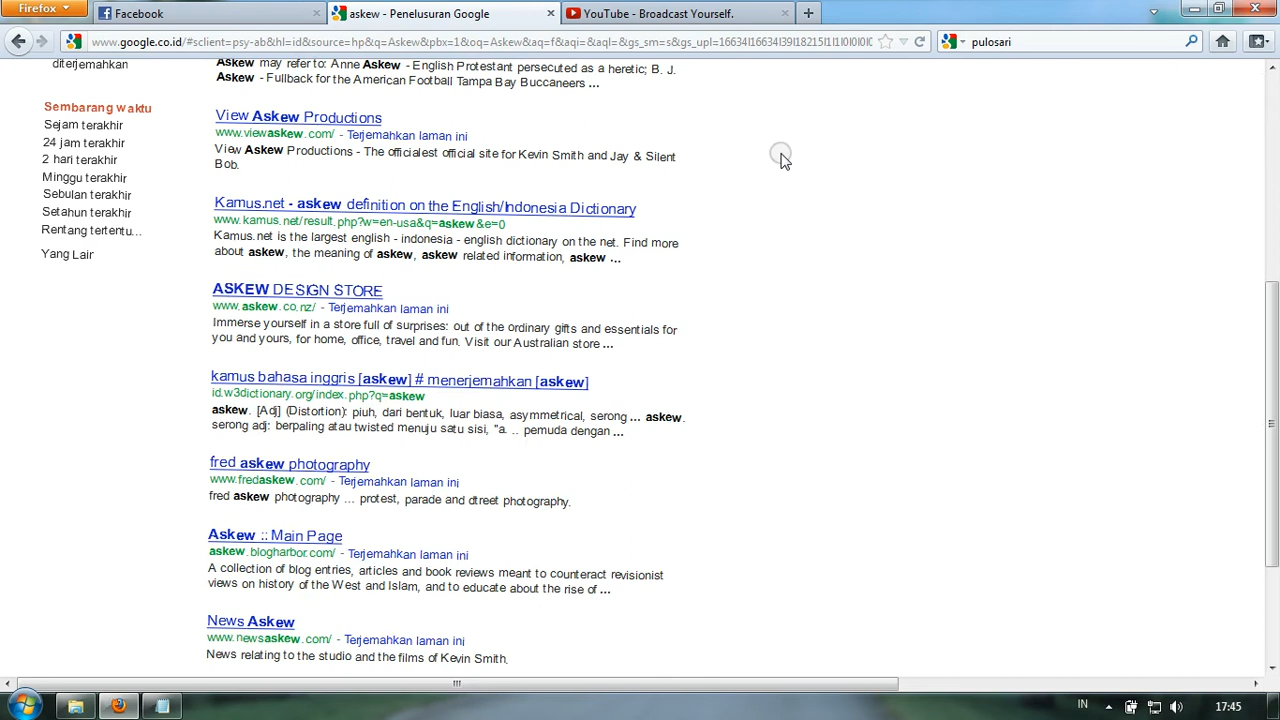 Firefox
Facebook
askew - Penelusuran Google
YouTube - Broadcast Yourself.
www.google.co.id/#sclient=psy-b&hl=id&source=hp&q=Askew&pbx=1&oq=Askew&aq=f&aqi=&aql=&gs_sm=s&gs_upl=16634l16634l39l18215l1l1l0l0l0l
pulosari
diterjemahkan
Sembarang waktu
Sejam terakhir
24 jam terakhir
2 hari terakhir
Minggu terakhir
Sebulan terakhir
Setahun terakhir
Rentang tertentu...
Yang Lair
Askew may refer to: Anne Askew - English Protestant persecuted as a heretic; B. J.
Askew - Fullback for the American Football Tampa Bay Buccaneers ...
View Askew Productions
www.viewaskew.com/ - Terjemahkan laman ini
View Askew Productions - The officialest official site for Kevin Smith and Jay & Silent
Bob.
Kamus.net - askew definition on the English/Indonesia Dictionary
www.kamus.net/result.php?w=en-usa&q=askew&e=0
Kamus.net is the largest english - indonesia - english dictionary on the net. Find more
about askew, the meaning of askew, askew related information, askew ...
ASKEW DESIGN STORE
www.askew.co.nz/ - Terjemahkan laman ini
Immerse yourself in a store full of surprises: out of the ordinary gifts and essentials for
you and yours, for home, office, travel and fun. Visit our Australian store ...
kamus bahasa inggris [askew] # menerjemahkan [askew]
id.w3dictionary.org/index.php?q=askew
askew. [Adj] (Distortion): piuh, dari bentuk, luar biasa, asymmetrical, serong ... askew.
serong adj: berpaling atau twisted menuju satu sisi, "a. .. pemuda dengan ...
fred askew photography
www.fredaskew.com/ - Terjemahkan laman ini
fred askew photography ... protest, parade and dtreet photography.
Askew :: Main Page
askew.blogharbor.com/ - Terjemahkan laman ini
A collection of blog entries, articles and book reviews meant to counteract revisionist
views on history of the West and Islam, and to educate about the rise of ...
News Askew
www.newsaskew.com/ - Terjemahkan laman ini
News relating to the studio and the films of Kevin Smith.
IN
17:45